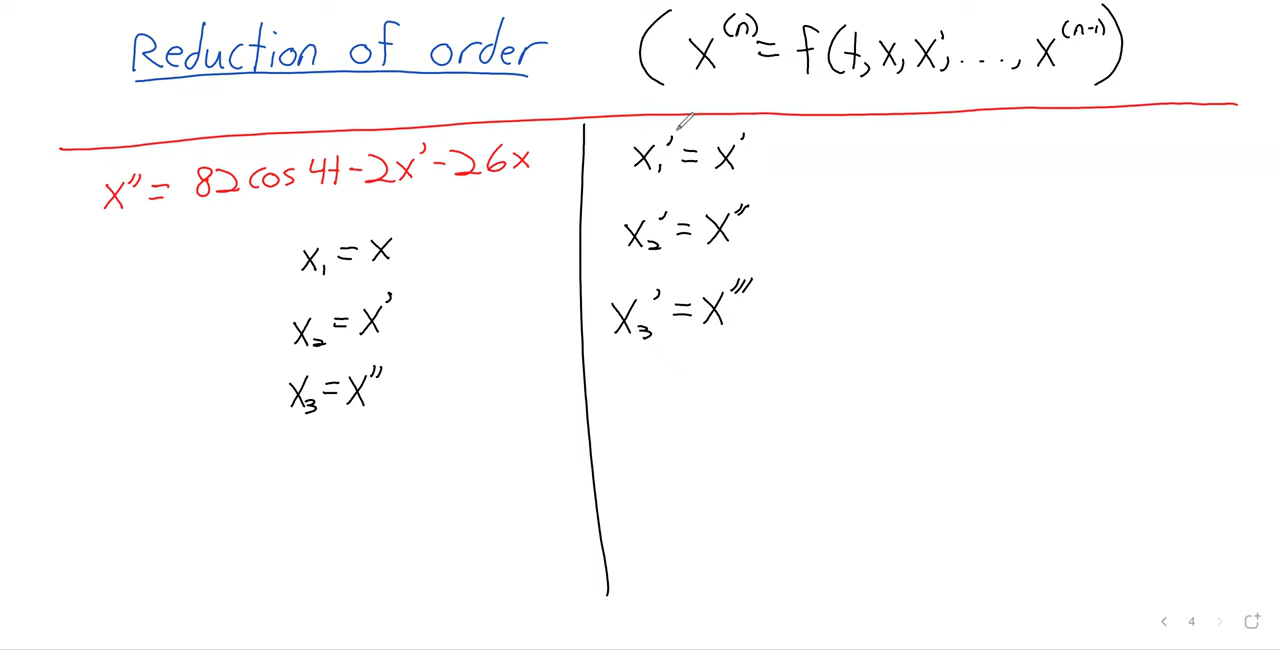 Reduction of order
(x^(n) = f(t, x, x', ..., x^(n-1))
x'' = 82 cos 4t - 2x' - 26x
x₁ = x
x₂ = x'
x₃ = x''
x₁' = x'
x₂' = x''
x₃' = x'''
4